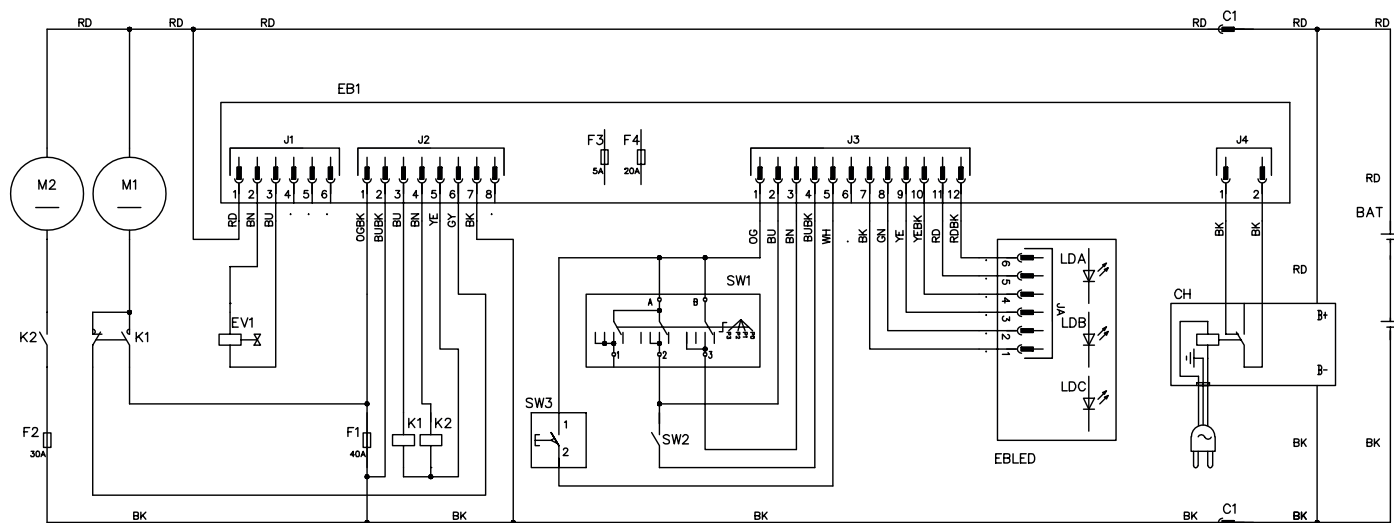 RD RD RD RD C1 RD RD
EB1
J1 J2 F3 F4 J3 J4
5A 20A
M2 M1
1 2 3 4 5 6
1 2 3 4 5 6 7 8
1 2 3 4 5 6 7 8 9 10 11 12
1 2
RD BN BU . . .
OGBK BUBK BU BN YE GY BK .
OG BU BN BUBK WH . BK GN YE YEBK RD RDBK
BK BK
RD
BAT
RD
SW1
A B
1 2 3
6 5 4 3 2 1
JA
LDA
LDB
LDC
EBLED
CH
B+
B-
K2 K1 EV1
SW3
1
2
SW2
K1 K2
F2
30A
F1
40A
BK BK
BK BK BK BK C1 BK